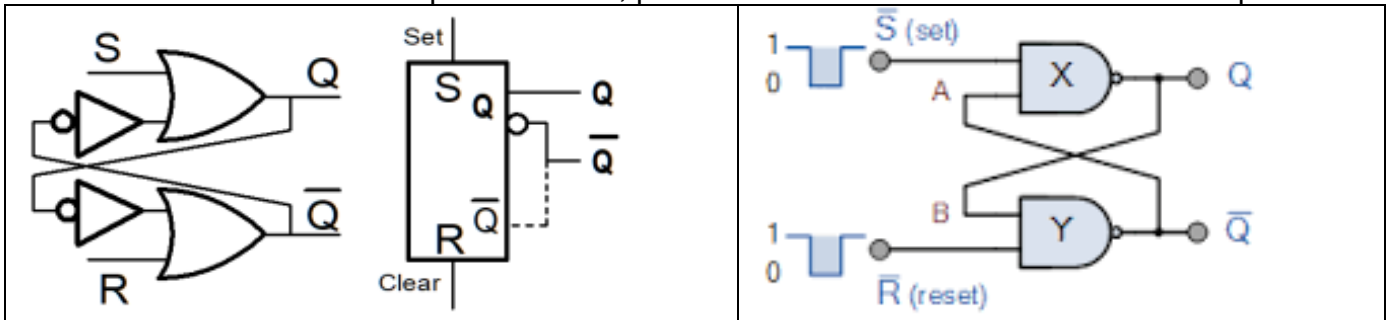 S
Q
Q̅
R
Set
S Q
Q
Q̅
R Q̅
Clear
S̅ (set)
1
0
A
X
Q
B
Y
Q̅
1
0
R̅ (reset)